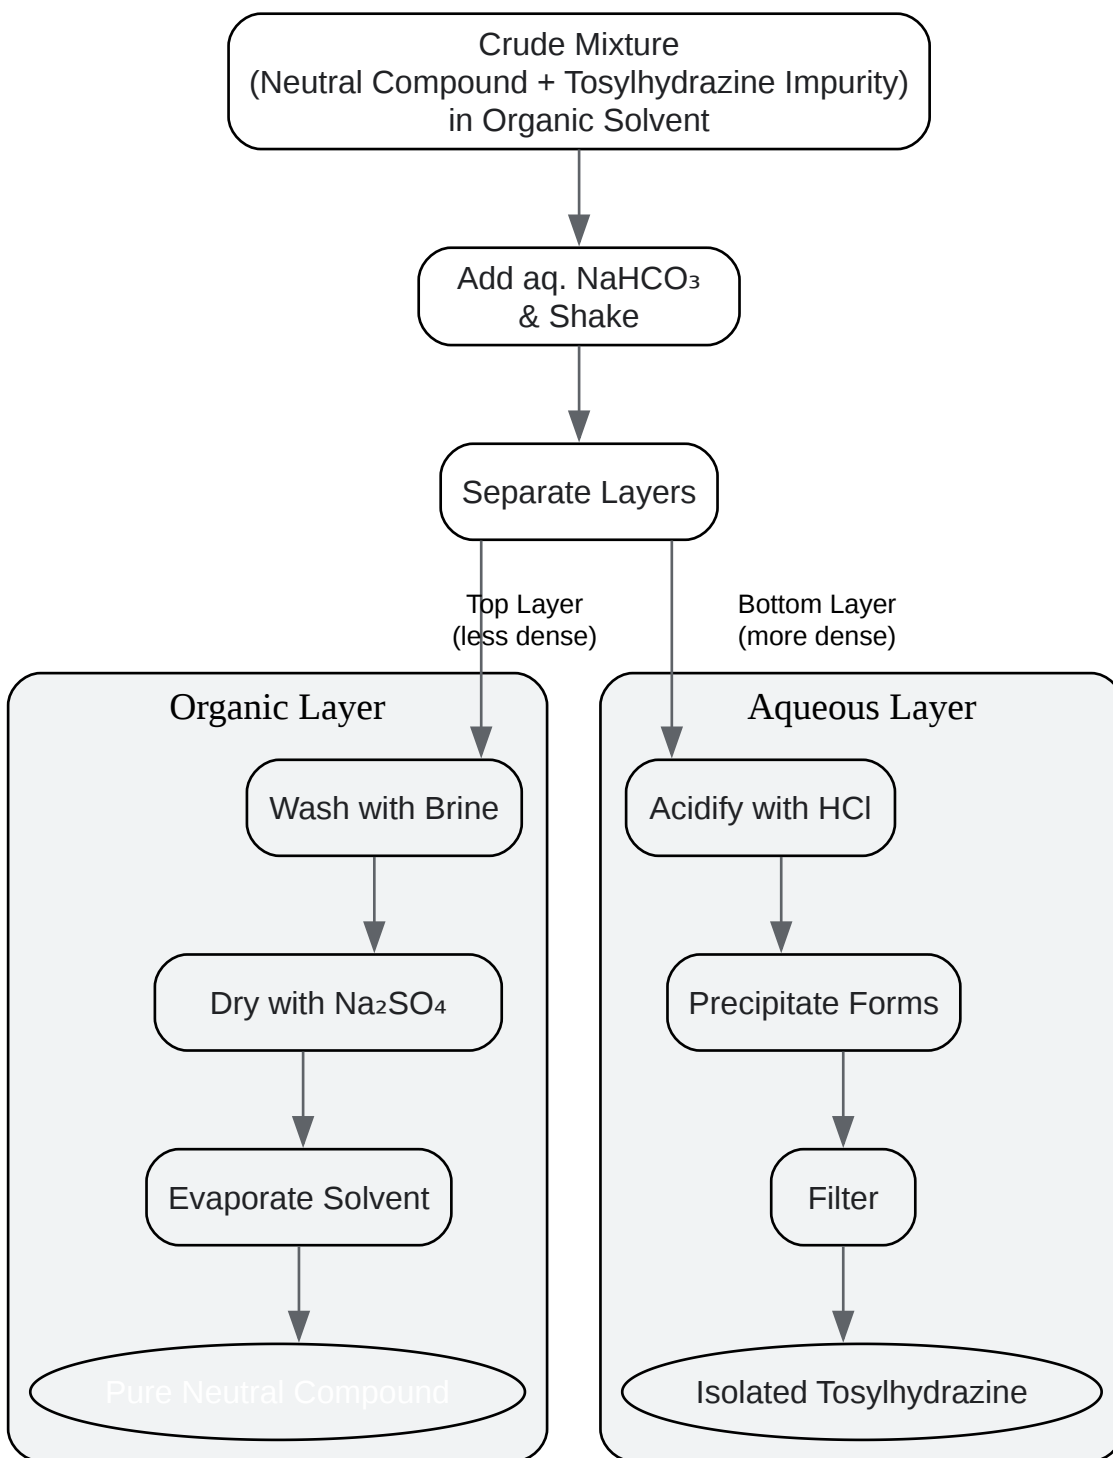 Crude Mixture
(Neutral Compound + Tosylhydrazine Impurity)
in Organic Solvent
Add aq. NaHCO₃
& Shake
Separate Layers
Top Layer
(less dense)
Bottom Layer
(more dense)
Organic Layer
Wash with Brine
Dry with Na₂SO₄
Evaporate Solvent
Pure Neutral Compound
Aqueous Layer
Acidify with HCl
Precipitate Forms
Filter
Isolated Tosylhydrazine